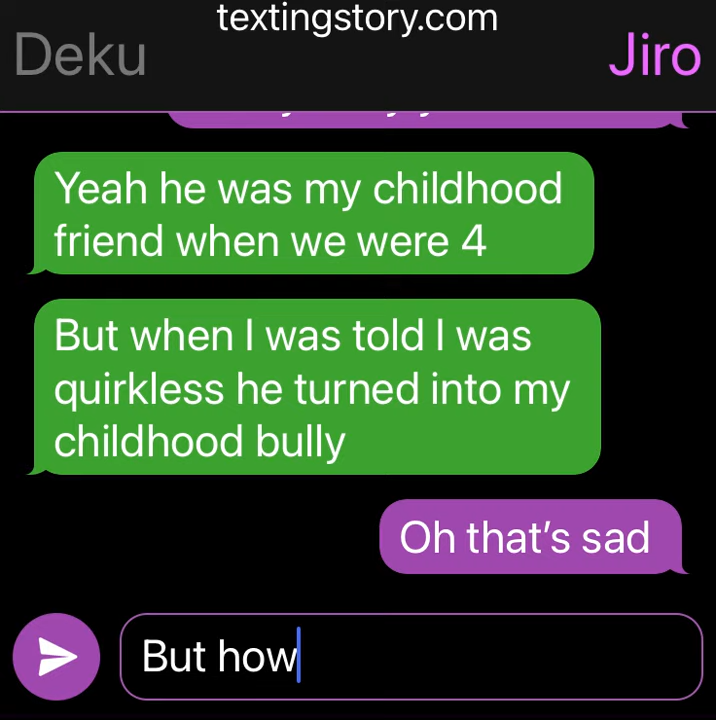 textingstory.com
Deku
Jiro
Yeah he was my childhood
friend when we were 4
But when I was told I was
quirkless he turned into my
childhood bully
Oh that’s sad
But how